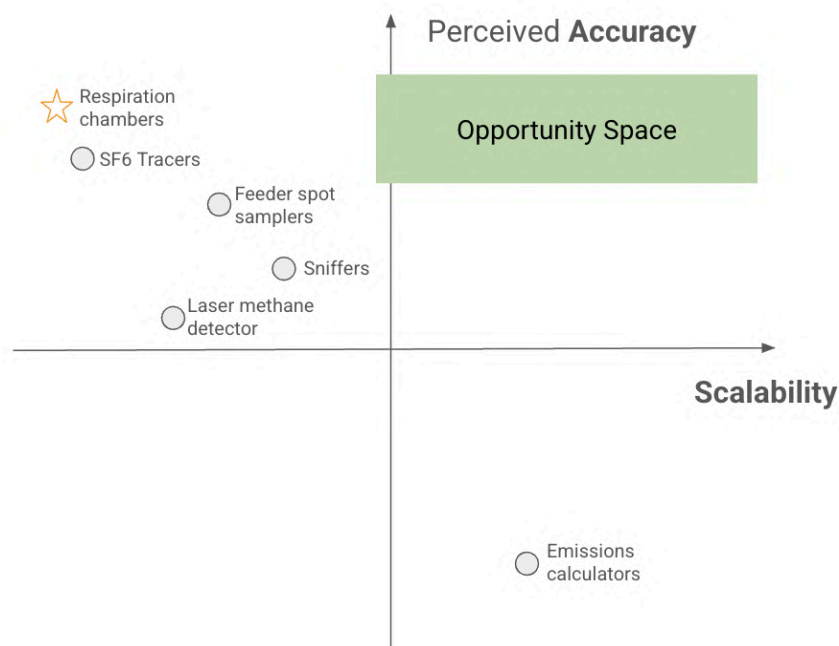 Perceived Accuracy
Respiration
chambers
Opportunity Space
SF6 Tracers
Feeder spot
samplers
Sniffers
Laser methane
detector
Scalability
Emissions
calculators